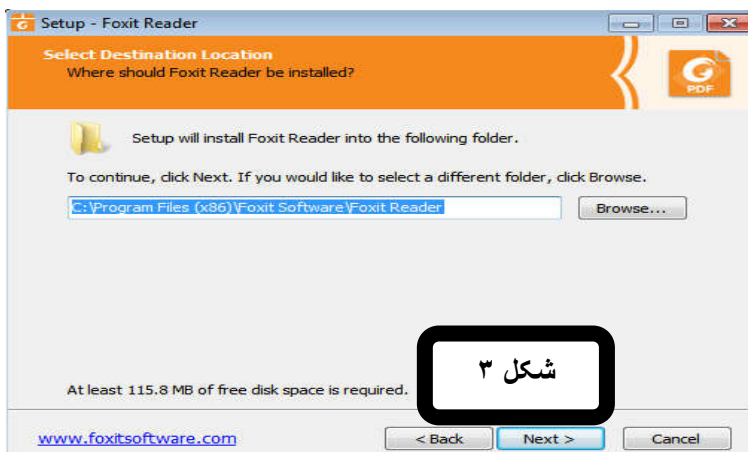 Setup - Foxit Reader
Select Destination Location
Where should Foxit Reader be installed?
PDF
Setup will install Foxit Reader into the following folder.
To continue, click Next. If you would like to select a different folder, click Browse.
C:\Program Files (x86)\Foxit Software\Foxit Reader
Browse...
شكل ٣
At least 115.8 MB of free disk space is required.
www.foxitsoftware.com
< Back Next > Cancel